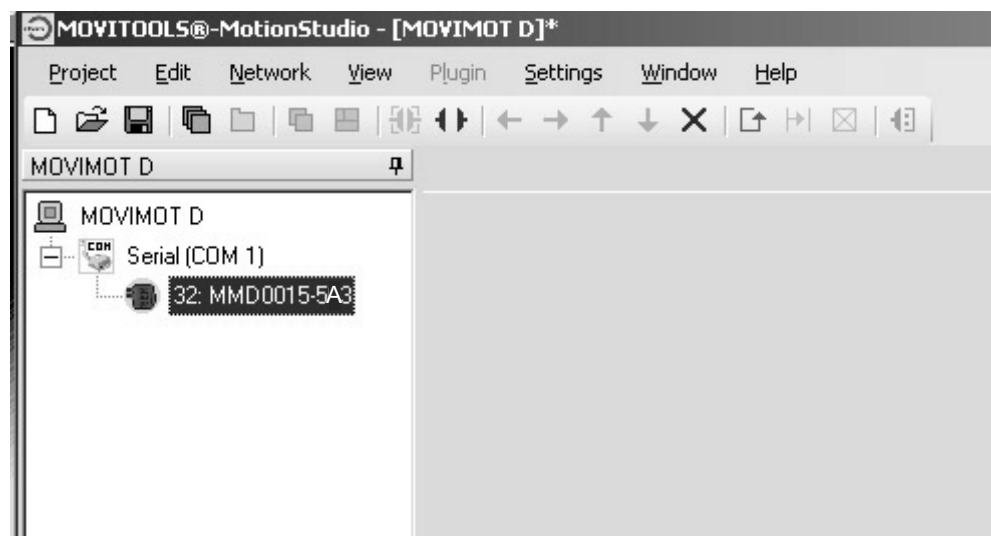 MOVITOOLS®-MotionStudio - [MOVIMOT D]*
Project Edit Network View Plugin Settings Window Help
MOVIMOT D
MOVIMOT D
COM
Serial (COM 1)
32: MMD0015-5A3